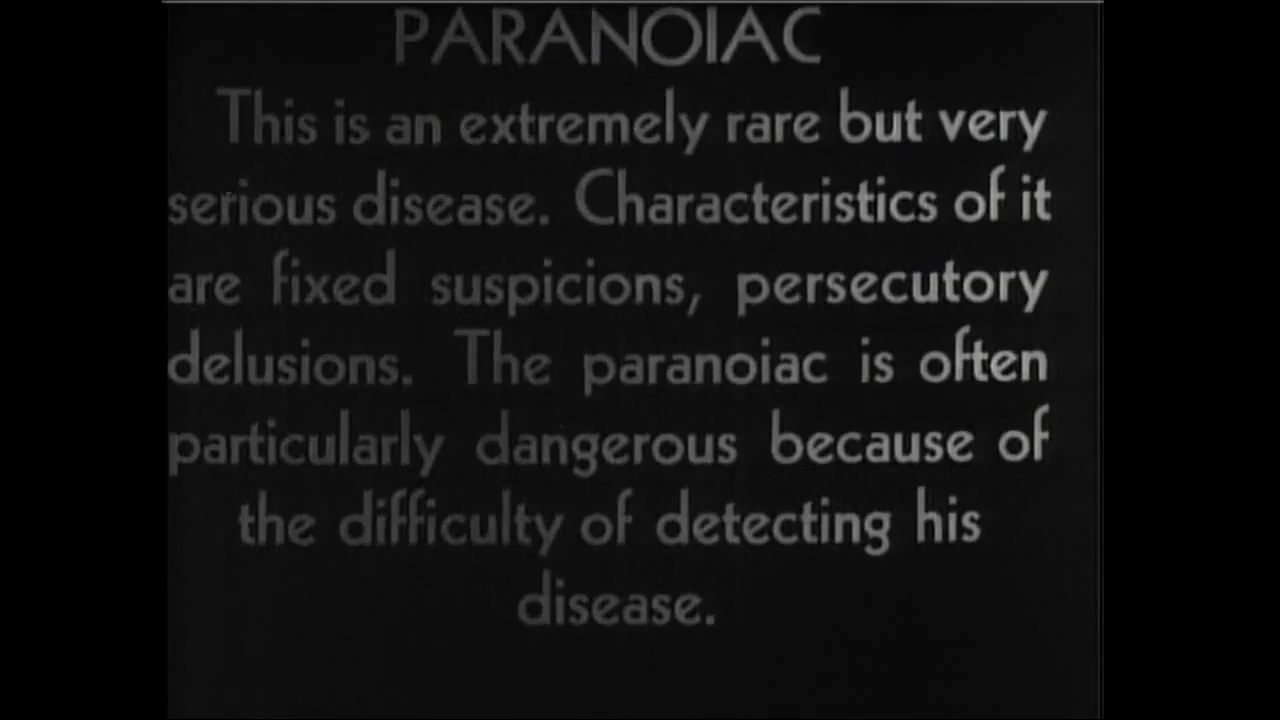 PARANOIAC
This is an extremely rare but very
serious disease. Characteristics of it
are fixed suspicions, persecutory
delusions. The paranoiac is often
particularly dangerous because of
the difficulty of detecting his
disease.